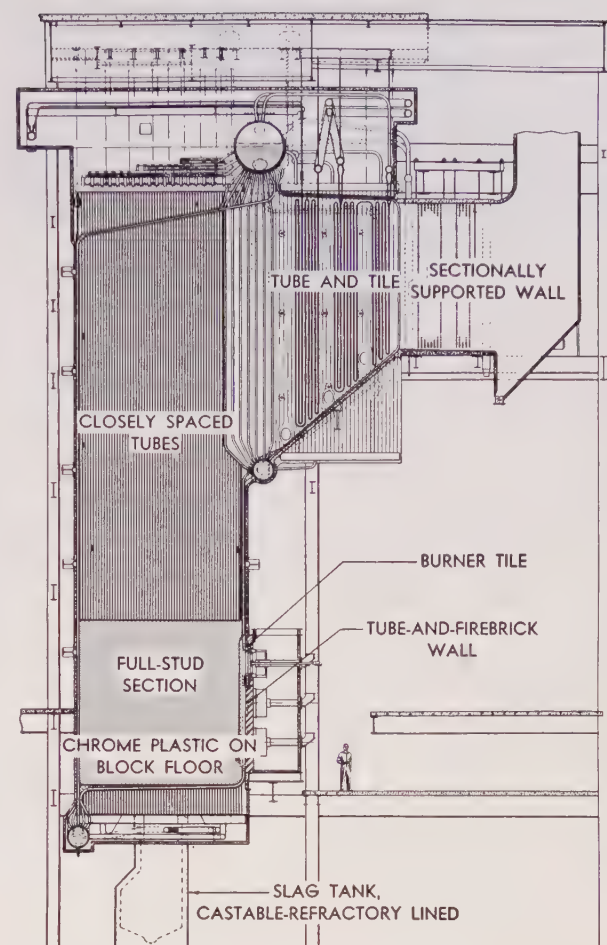 TUBE AND TILE
SECTIONALLY
SUPPORTED WALL
CLOSELY SPACED
TUBES
BURNER TILE
TUBE-AND-FIREBRICK
WALL
FULL-STUD
SECTION
CHROME PLASTIC ON
BLOCK FLOOR
SLAG TANK,
CASTABLE-REFRACTORY LINED